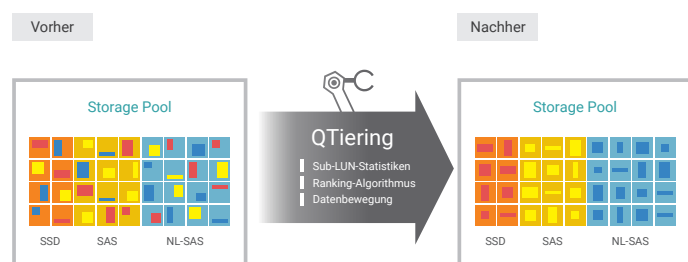 Vorher
Nachher
Storage Pool
SSD SAS NL-SAS
QTiering
Sub-LUN-Statistiken
Ranking-Algorithmus
Datenbewegung
Storage Pool
SSD SAS NL-SAS